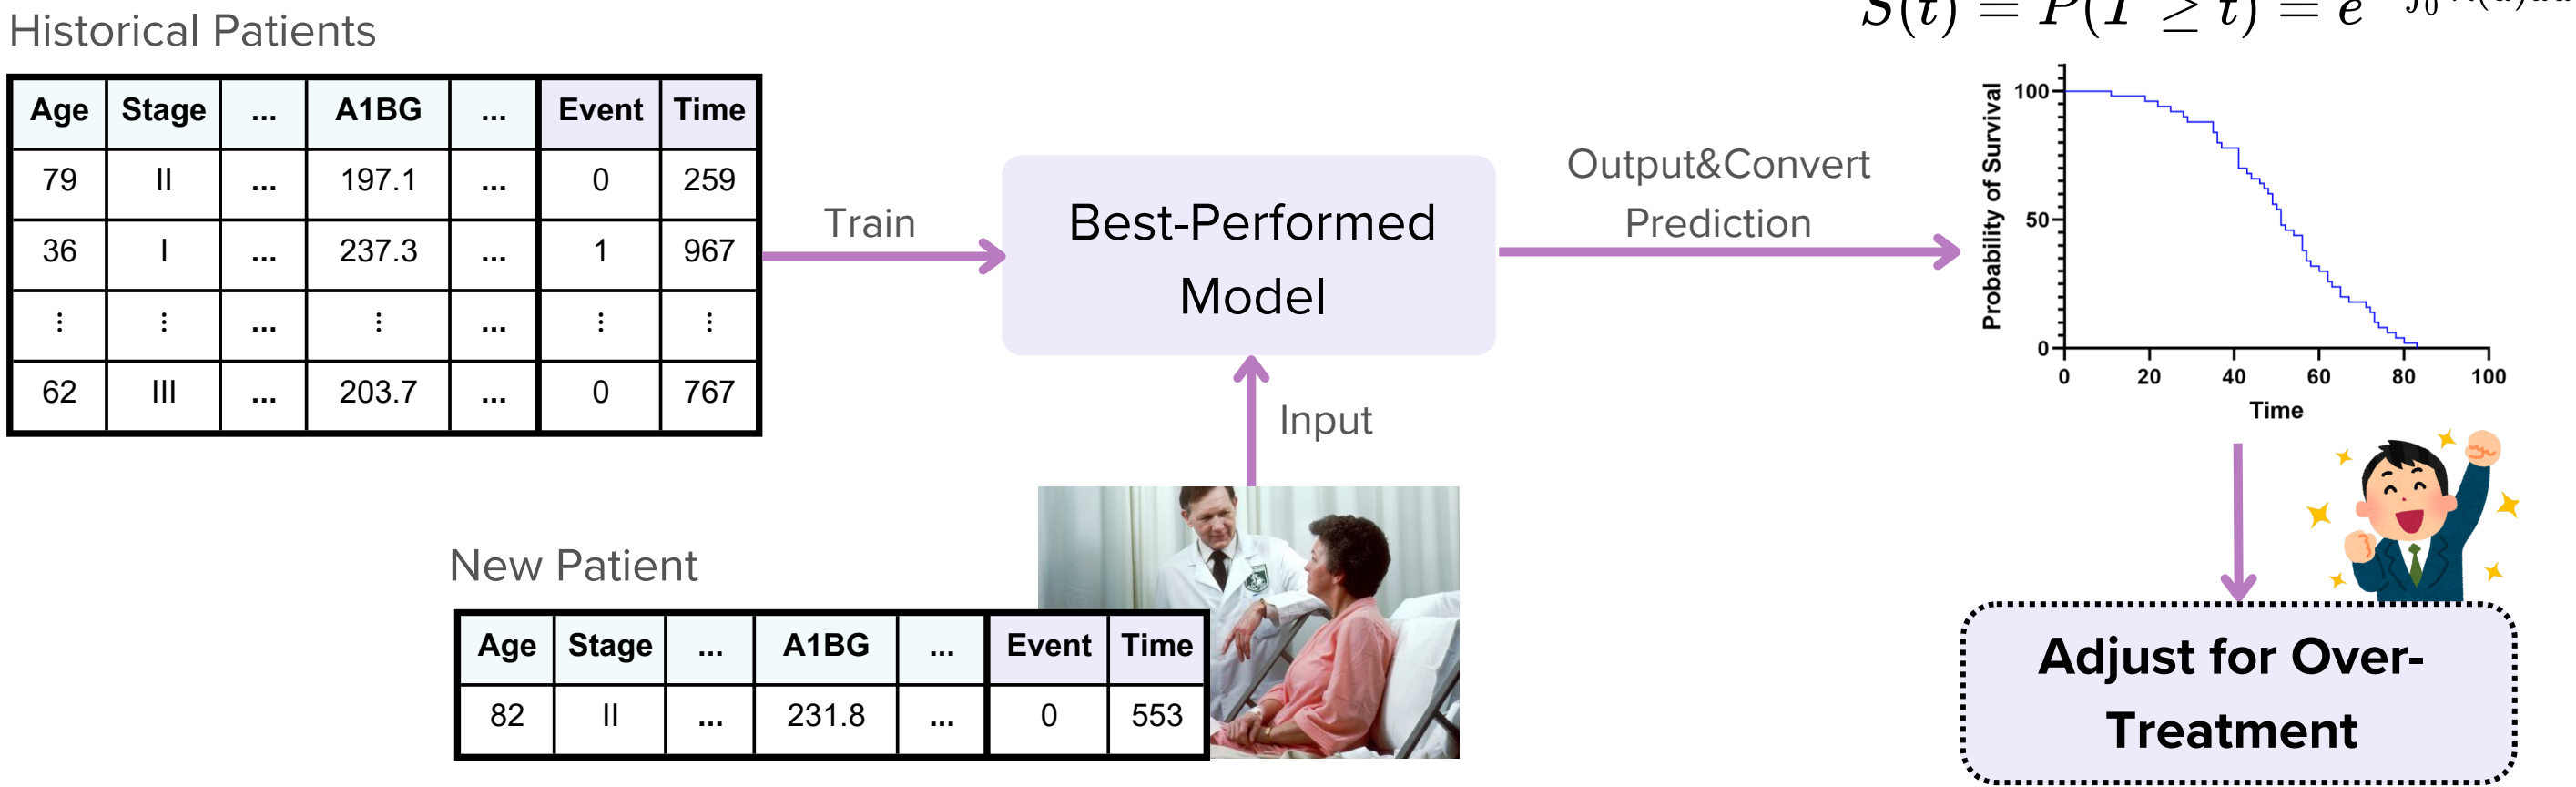 Historical Patients
S(t) = P(T ≥ t) = e
Age Stage ... A1BG ... Event Time
79 II ... 197.1 ... 0 259
36 I ... 237.3 ... 1 967
⋮ ⋮ ... ⋮ ... ⋮ ⋮
62 III ... 203.7 ... 0 767
Train
Best-Performed
Model
Output&Convert
Prediction
Input
Probability of Survival
100
50
0
0 20 40 60 80 100
Time
New Patient
Age Stage ... A1BG ... Event Time
82 II ... 231.8 ... 0 553
Adjust for Over-
Treatment